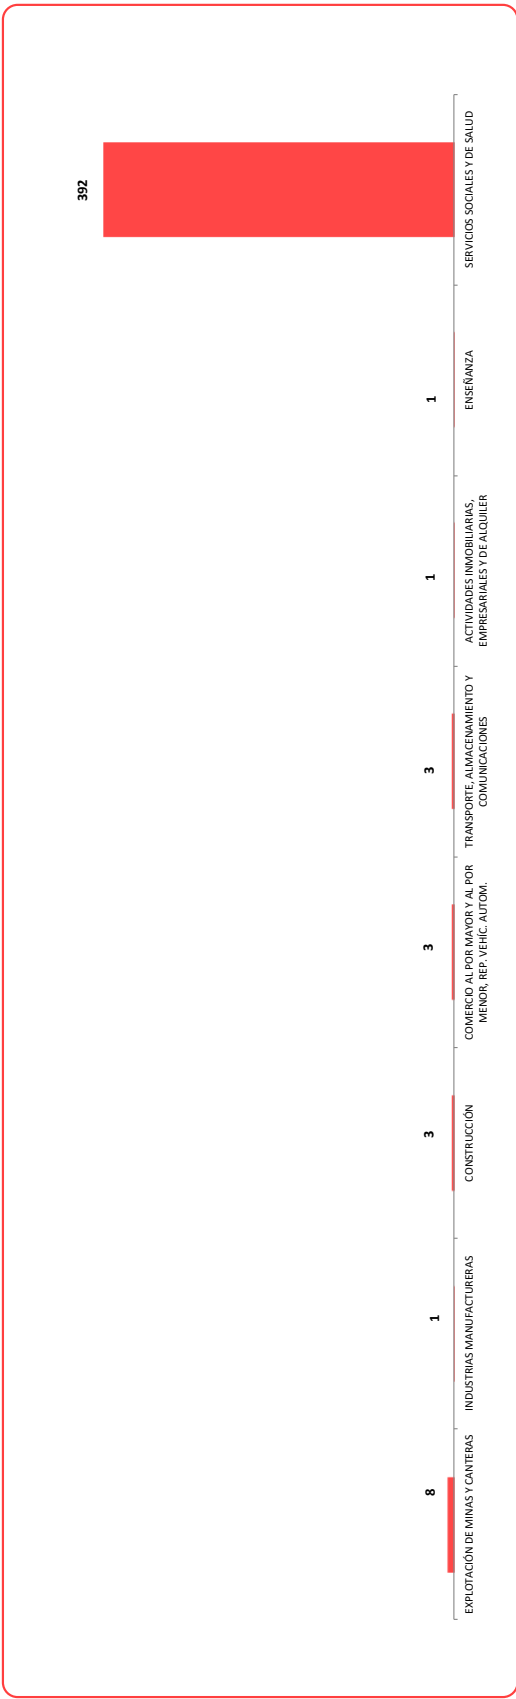 392
1
1
3
3
3
1
8
EXPLOTACIÓN DE MINAS Y CANTERAS
INDUSTRIAS MANUFACTURERAS
CONSTRUCCIÓN
COMERCIO AL POR MAYOR Y AL POR
MENOR, REP. VEHÍC. AUTOM.
TRANSPORTE, ALMACENAMIENTO Y
COMUNICACIONES
ACTIVIDADES INMOBILIARIAS,
EMPRESARIALES Y DE ALQUILER
ENSEÑANZA
SERVICIOS SOCIALES Y DE SALUD